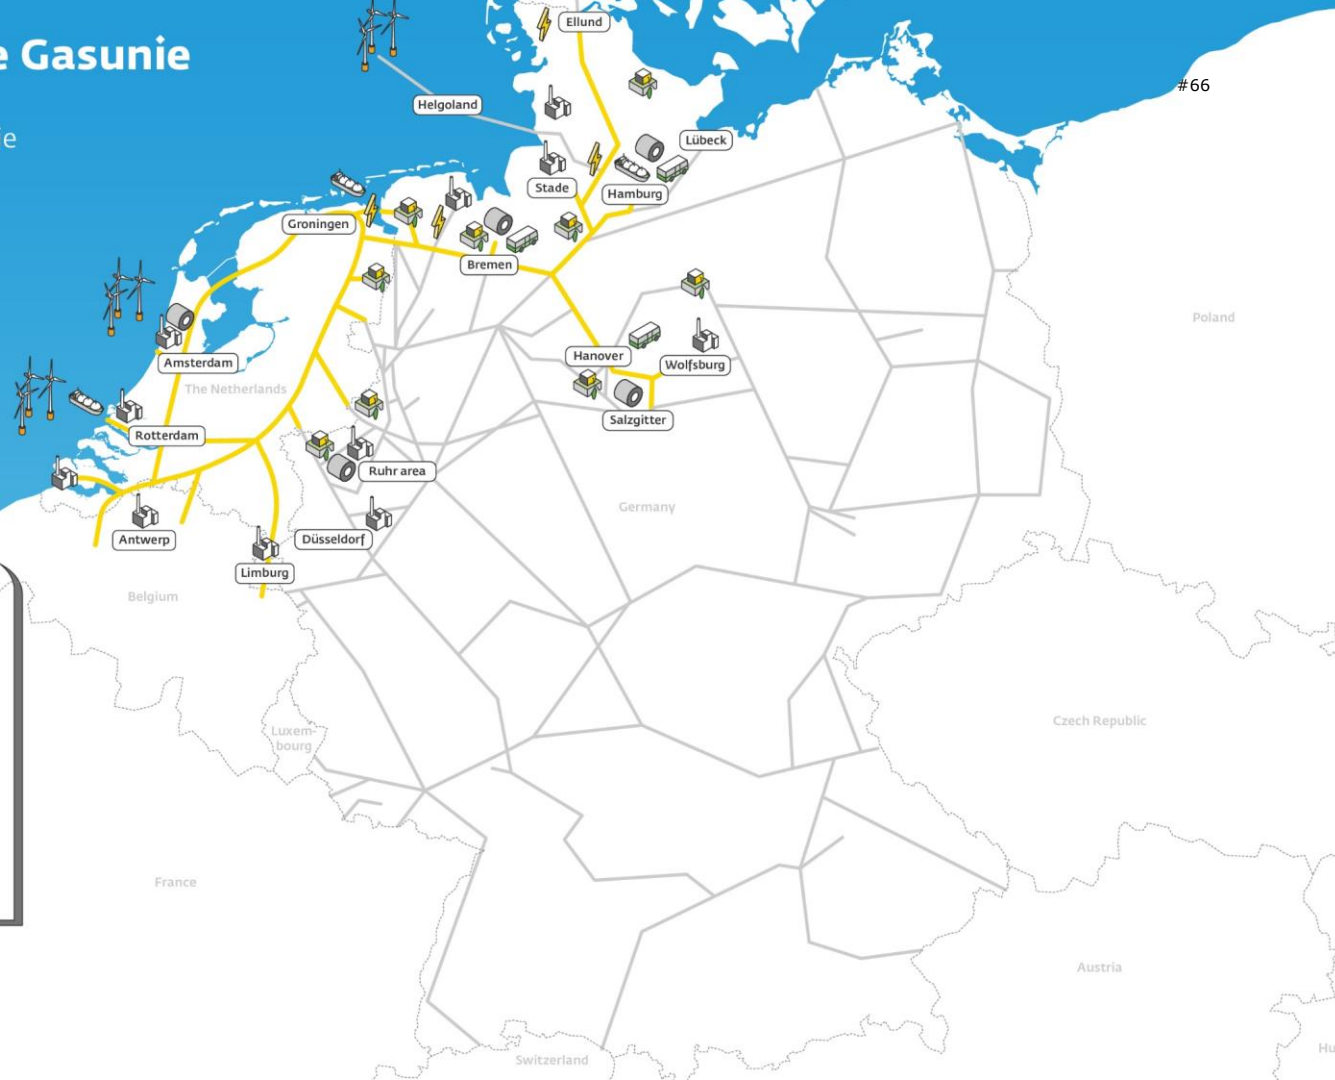 e Gasunie
ie
#66
Ellund
Helgoland
Lübeck
Stade
Hamburg
Groningen
Bremen
Poland
Hanover
Wolfsburg
Amsterdam
The Netherlands
Salzgitter
Rotterdam
Ruhr area
Germany
Antwerp
Düsseldorf
Limburg
Belgium
Luxem-
bourg
Czech Republic
France
Austria
Switzerland
Hu